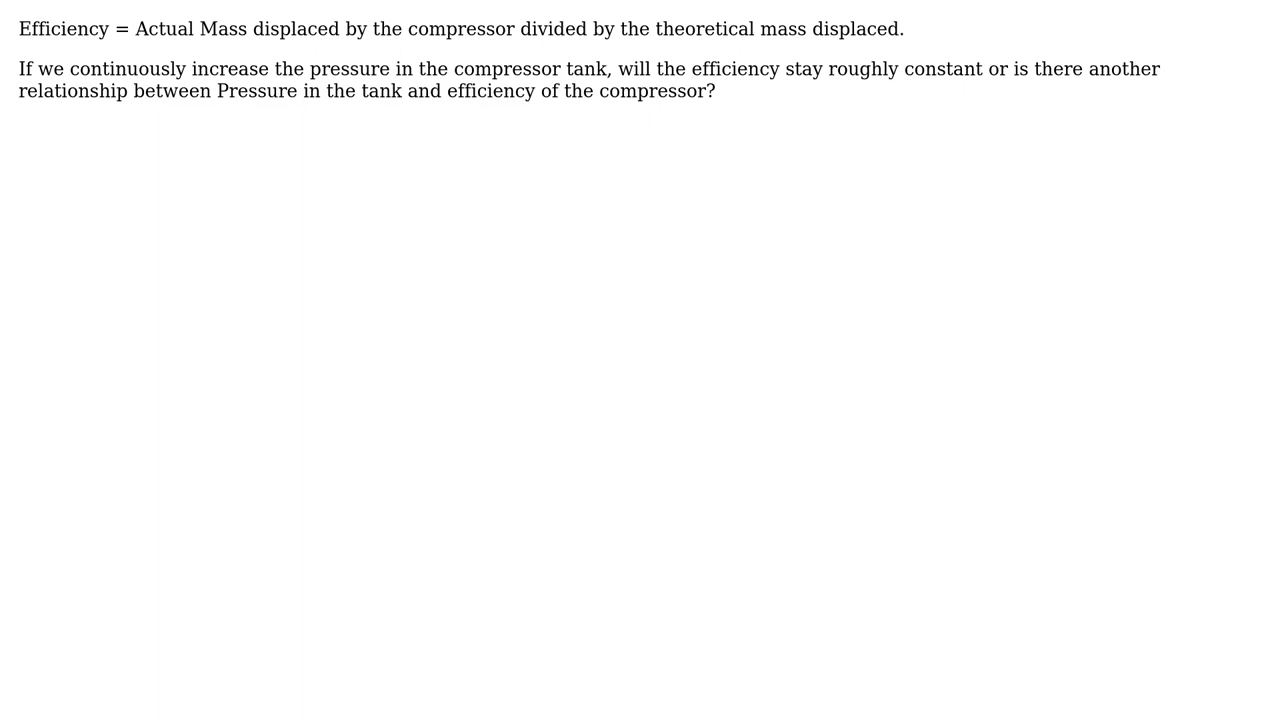 Efficiency = Actual Mass displaced by the compressor divided by the theoretical mass displaced.
If we continuously increase the pressure in the compressor tank, will the efficiency stay roughly constant or is there another
relationship between Pressure in the tank and efficiency of the compressor?